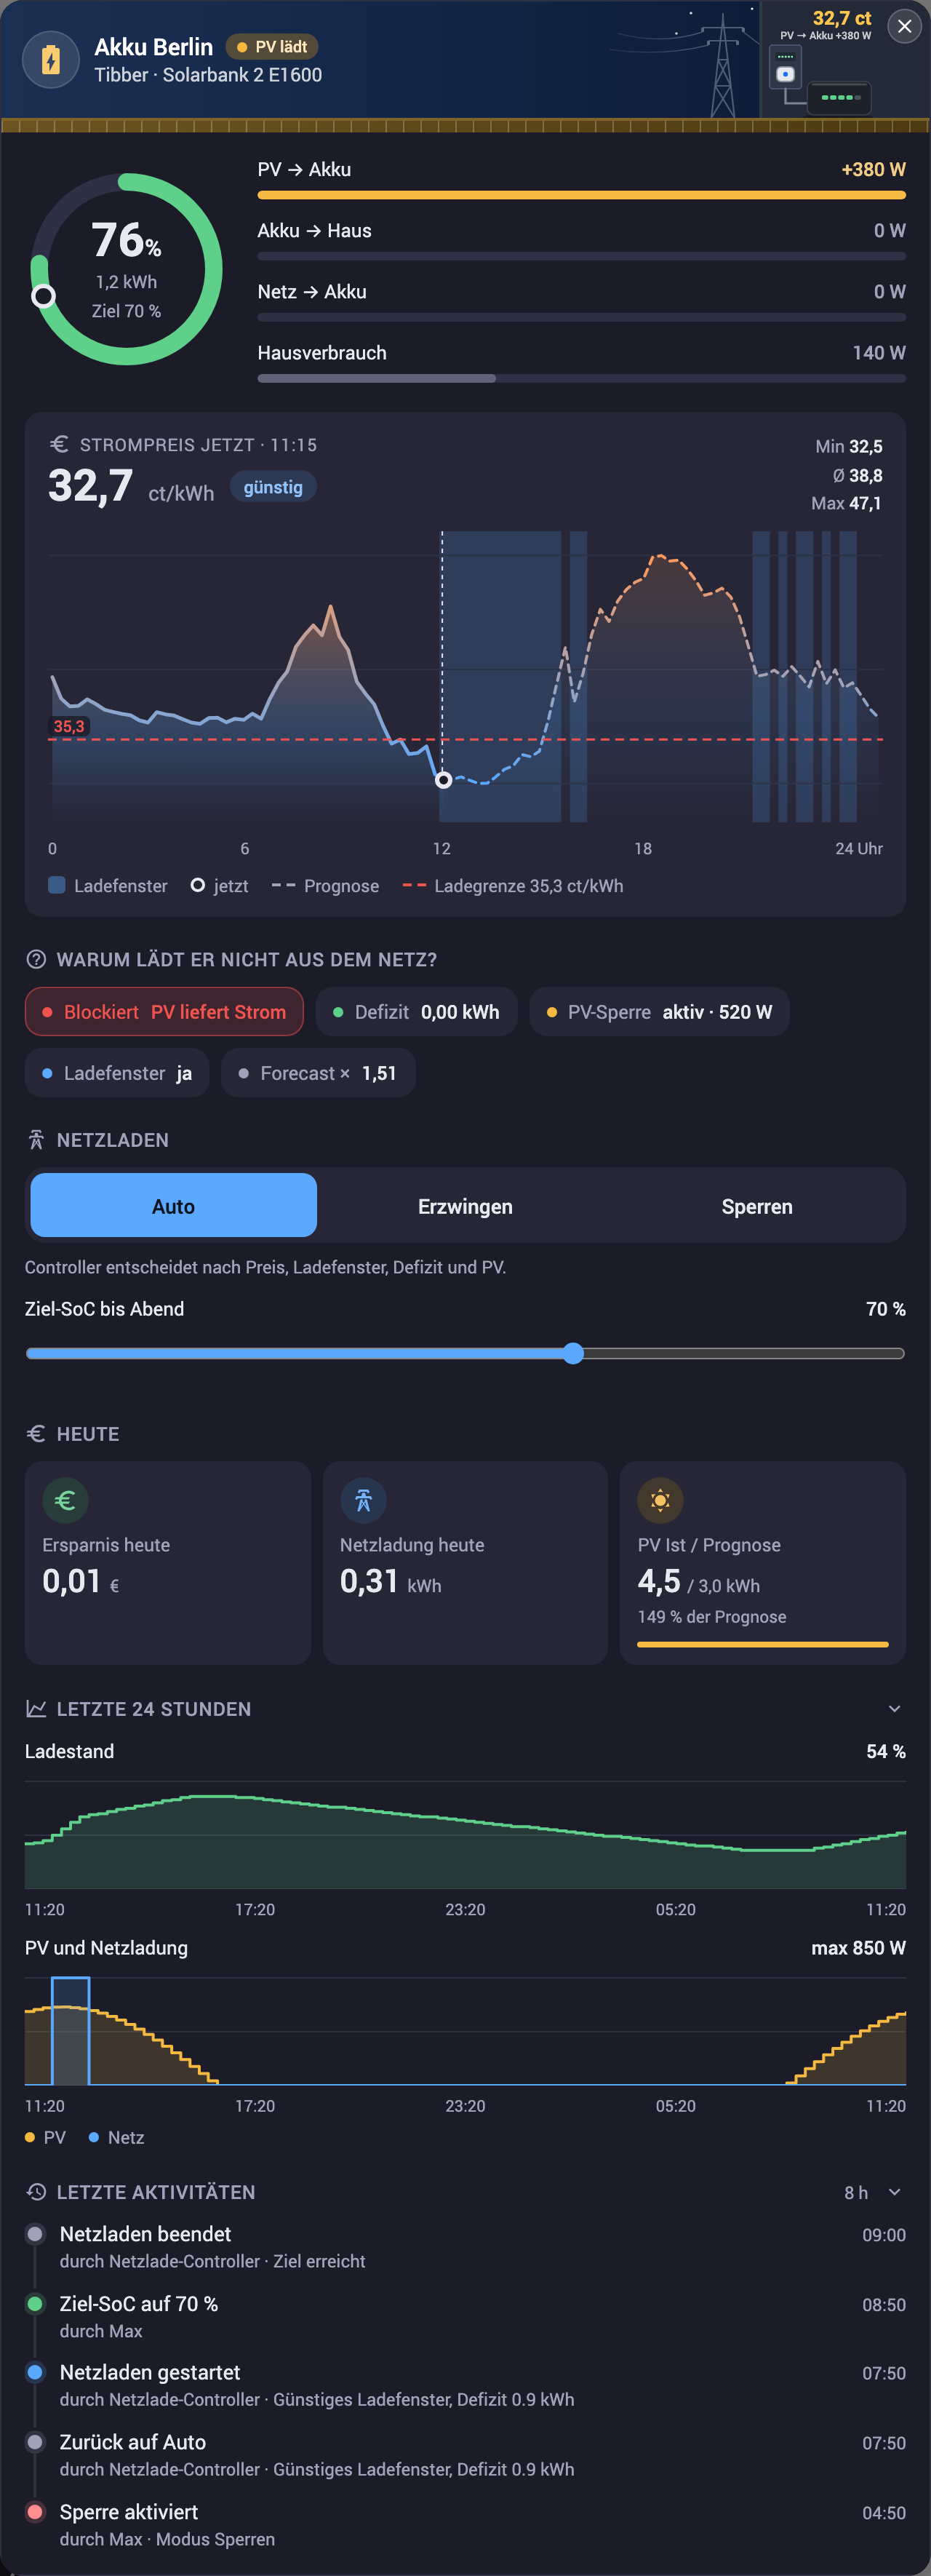 32,7 ct
PV → Akku +380 W
Akku Berlin
PV lädt
Tibber · Solarbank 2 E1600
76%
1,2 kWh
Ziel 70 %
PV → Akku +380 W
Akku → Haus 0 W
Netz → Akku 0 W
Hausverbrauch 140 W
STROMPREIS JETZT · 11:15
32,7 ct/kWh günstig
Min 32,5
Ø 38,8
Max 47,1
35,3
0 6 12 18 24 Uhr
Ladefenster jetzt Prognose Ladegrenze 35,3 ct/kWh
WARUM LÄDT ER NICHT AUS DEM NETZ?
Blockiert PV liefert Strom Defizit 0,00 kWh PV-Sperre aktiv · 520 W
Ladefenster ja Forecast × 1,51
NETZLADEN
Auto Erzwingen Sperren
Controller entscheidet nach Preis, Ladefenster, Defizit und PV.
Ziel-SoC bis Abend 70 %
HEUTE
Ersparnis heute
0,01 €
Netzladung heute
0,31 kWh
PV Ist / Prognose
4,5 / 3,0 kWh
149 % der Prognose
LETZTE 24 STUNDEN
Ladestand 54 %
11:20 17:20 23:20 05:20 11:20
PV und Netzladung max 850 W
11:20 17:20 23:20 05:20 11:20
PV Netz
LETZTE AKTIVITÄTEN 8 h
Netzladen beendet 09:00
durch Netzlade-Controller · Ziel erreicht
Ziel-SoC auf 70 % 08:50
durch Max
Netzladen gestartet 07:50
durch Netzlade-Controller · Günstiges Ladefenster, Defizit 0.9 kWh
Zurück auf Auto 07:50
durch Netzlade-Controller · Günstiges Ladefenster, Defizit 0.9 kWh
Sperre aktiviert 04:50
durch Max · Modus Sperren